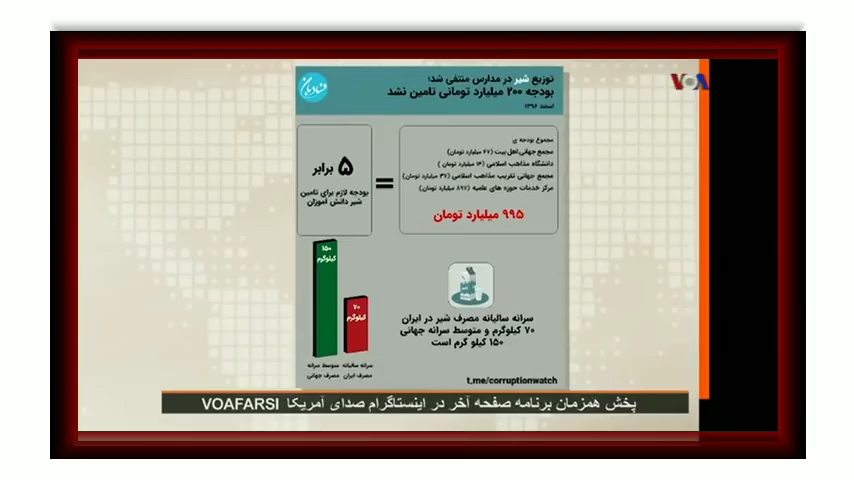 VOA
توزیع شیر در مدارس منتفی شد؛
بودجه ۲۰۰ میلیارد تومانی تامین نشد
اسفند ۱۳۹۶
مجموع بودجه ی
مجمع جهانی اهل بیت (۴۷ میلیارد تومان)
دانشگاه مذاهب اسلامی (۱۴ میلیارد تومان )
مجمع جهانی تقریب مذاهب اسلامی (۳۷ میلیارد تومان)
مرکز خدمات حوزه های علمیه (۸۹۷ میلیارد تومان)
۹۹۵ میلیارد تومان
=
۵ برابر
بودجه لازم برای تامین
شیر دانش آموزان
۱۵۰
کیلوگرم
۷۰
کیلوگرم
سرانه سالیانه
مصرف ایران
متوسط سرانه
مصرف جهانی
سرانه سالیانه مصرف شیر در ایران
۷۰ کیلوگرم و متوسط سرانه جهانی
۱۵۰ کیلو گرم است
t.me/corruptionwatch
پخش همزمان برنامه صفحه آخر در اینستاگرام صدای آمریکا VOAFARSI